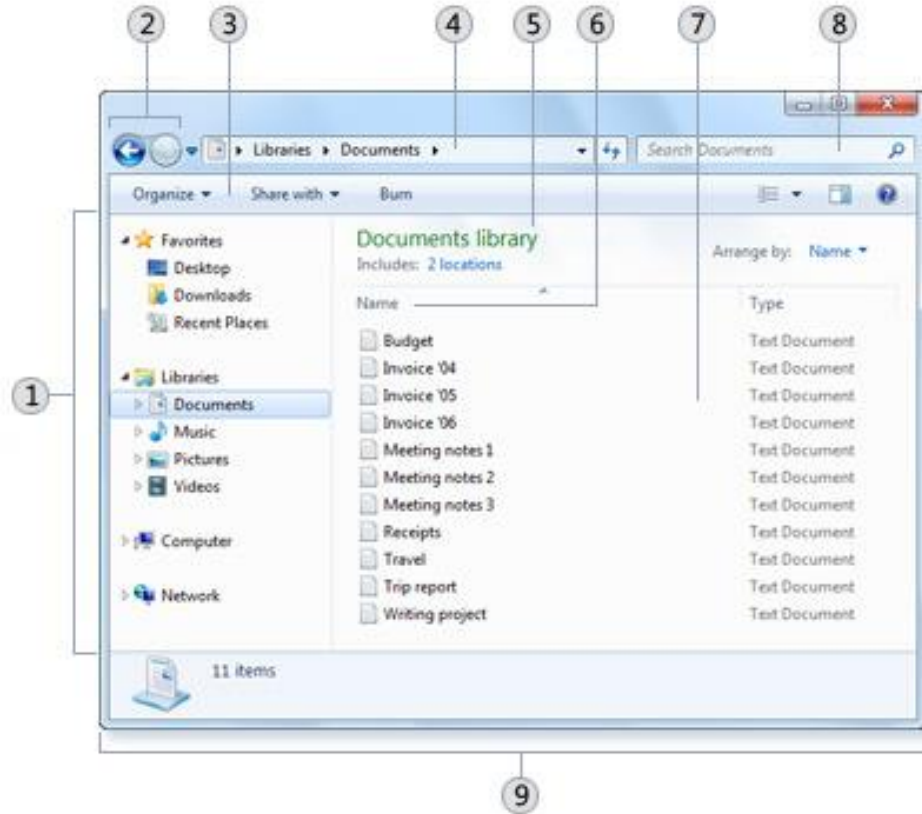 2 3 4 5 6 7 8
Libraries Documents Search Documents
Organize Share with Burn
Favorites
Desktop
Downloads
Recent Places
Libraries
Documents
Music
Pictures
Videos
Computer
Network
1
Documents library
Includes: 2 locations
Arrange by: Name
Name Type
Budget Text Document
Invoice '04 Text Document
Invoice '05 Text Document
Invoice '06 Text Document
Meeting notes 1 Text Document
Meeting notes 2 Text Document
Meeting notes 3 Text Document
Receipts Text Document
Travel Text Document
Trip report Text Document
Writing project Text Document
11 items
9